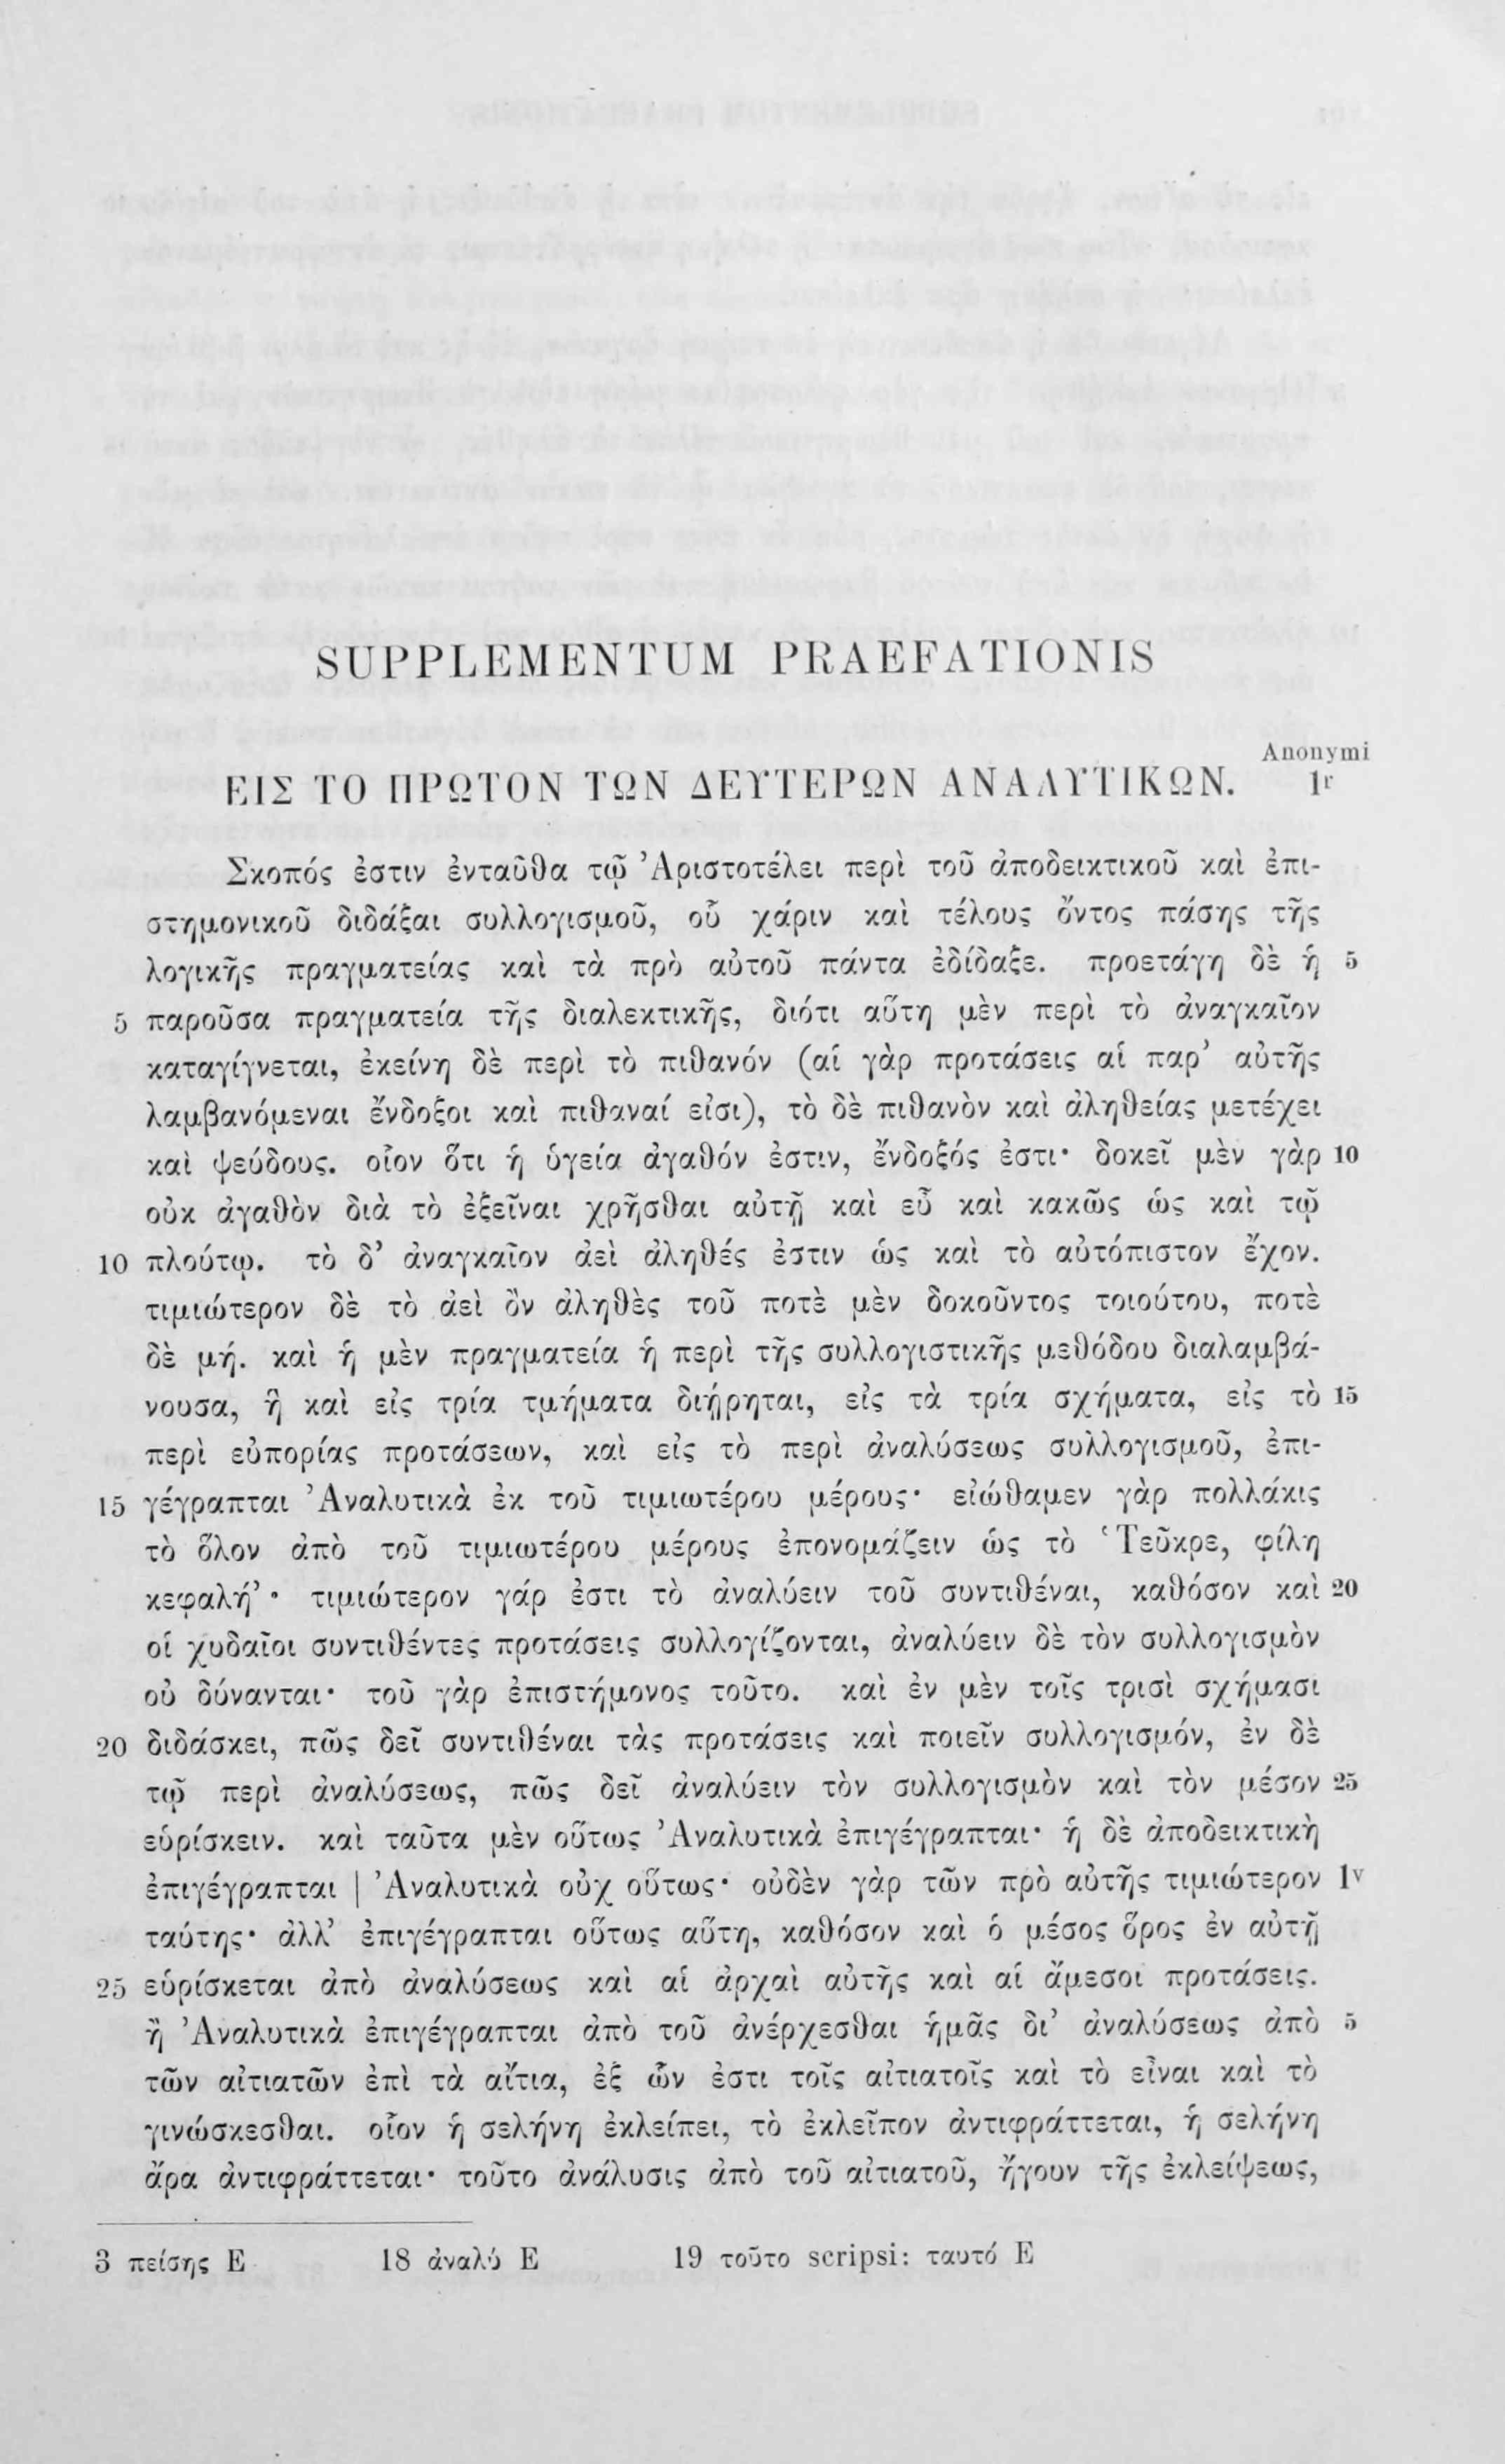 SUPPLEMENTUM PRAEFATIONIS
Anonymi
ΕΙΣ ΤΟ ΠΡΩΤΟΝ ΤΩΝ ΔΕΥΤΕΡΩΝ ΑΝΑΛΥΤΙΚΩΝ. 1r
Σκοπός ἐστιν ἐνταῦθα τῷ Ἀριστοτέλει περὶ τοῦ ἀποδεικτικοῦ καὶ ἐπι-
στημονικοῦ διδάξαι συλλογισμοῦ, οὗ χάριν καὶ τέλους ὄντος πάσης τῆς
λογικῆς πραγματείας καὶ τὰ πρὸ αὐτοῦ πάντα ἐδίδαξε. προετάγη δὲ ἡ 5
5 παροῦσα πραγματεία τῆς διαλεκτικῆς, διότι αὕτη μὲν περὶ τὸ ἀναγκαῖον
καταγίγνεται, ἐκείνη δὲ περὶ τὸ πιθανόν (αἱ γὰρ προτάσεις αἱ παρ’ αὐτῆς
λαμβανόμεναι ἔνδοξοι καὶ πιθαναί εἰσι), τὸ δὲ πιθανὸν καὶ ἀληθείας μετέχει
καὶ ψεύδους. οἷον ὅτι ἡ ὑγεία ἀγαθόν ἐστιν, ἔνδοξός ἐστι· δοκεῖ μὲν γὰρ 10
οὐκ ἀγαθὸν διὰ τὸ ἐξεῖναι χρῆσθαι αὐτῇ καὶ εὖ καὶ κακῶς ὡς καὶ τῷ
10 πλούτῳ. τὸ δ’ ἀναγκαῖον ἀεὶ ἀληθές ἐστιν ὡς καὶ τὸ αὐτόπιστον ἔχον.
τιμιώτερον δὲ τὸ ἀεὶ ὂν ἀληθὲς τοῦ ποτὲ μὲν δοκοῦντος τοιούτου, ποτὲ
δὲ μή. καὶ ἡ μὲν πραγματεία ἡ περὶ τῆς συλλογιστικῆς μεθόδου διαλαμβά-
νουσα, ἣ καὶ εἰς τρία τμήματα διῄρηται, εἰς τὰ τρία σχήματα, εἰς τὸ 15
περὶ εὐπορίας προτάσεων, καὶ εἰς τὸ περὶ ἀναλύσεως συλλογισμοῦ, ἐπι-
15 γέγραπται Ἀναλυτικὰ ἐκ τοῦ τιμιωτέρου μέρους· εἰώθαμεν γὰρ πολλάκις
τὸ ὅλον ἀπὸ τοῦ τιμιωτέρου μέρους ἐπονομάζειν ὡς τὸ ‘Τεῦκρε, φίλη
κεφαλή’· τιμιώτερον γάρ ἐστι τὸ ἀναλύειν τοῦ συντιθέναι, καθόσον καὶ 20
οἱ χυδαῖοι συντιθέντες προτάσεις συλλογίζονται, ἀναλύειν δὲ τὸν συλλογισμὸν
οὐ δύνανται· τοῦ γὰρ ἐπιστήμονος τοῦτο. καὶ ἐν μὲν τοῖς τρισὶ σχήμασι
20 διδάσκει, πῶς δεῖ συντιθέναι τὰς προτάσεις καὶ ποιεῖν συλλογισμόν, ἐν δὲ
τῷ περὶ ἀναλύσεως, πῶς δεῖ ἀναλύειν τὸν συλλογισμὸν καὶ τὸν μέσον 25
εὑρίσκειν. καὶ ταῦτα μὲν οὕτως Ἀναλυτικὰ ἐπιγέγραπται· ἡ δὲ ἀποδεικτικὴ
ἐπιγέγραπται | Ἀναλυτικὰ οὐχ οὕτως· οὐδὲν γὰρ τῶν πρὸ αὐτῆς τιμιώτερον 1v
ταύτης· ἀλλ’ ἐπιγέγραπται οὕτως αὕτη, καθόσον καὶ ὁ μέσος ὅρος ἐν αὐτῇ
25 εὑρίσκεται ἀπὸ ἀναλύσεως καὶ αἱ ἀρχαὶ αὐτῆς καὶ αἱ ἄμεσοι προτάσεις.
ἢ Ἀναλυτικὰ ἐπιγέγραπται ἀπὸ τοῦ ἀνέρχεσθαι ἡμᾶς δι’ ἀναλύσεως ἀπὸ 5
τῶν αἰτιατῶν ἐπὶ τὰ αἴτια, ἐξ ὧν ἐστι τοῖς αἰτιατοῖς καὶ τὸ εἶναι καὶ τὸ
γινώσκεσθαι. οἷον ἡ σελήνη ἐκλείπει, τὸ ἐκλεῖπον ἀντιφράττεται, ἡ σελήνη
ἄρα ἀντιφράττεται· τοῦτο ἀνάλυσις ἀπὸ τοῦ αἰτιατοῦ, ἤγουν τῆς ἐκλείψεως,
3 πείσης E 18 ἀναλύ E 19 τοῦτο scripsi: ταυτό E